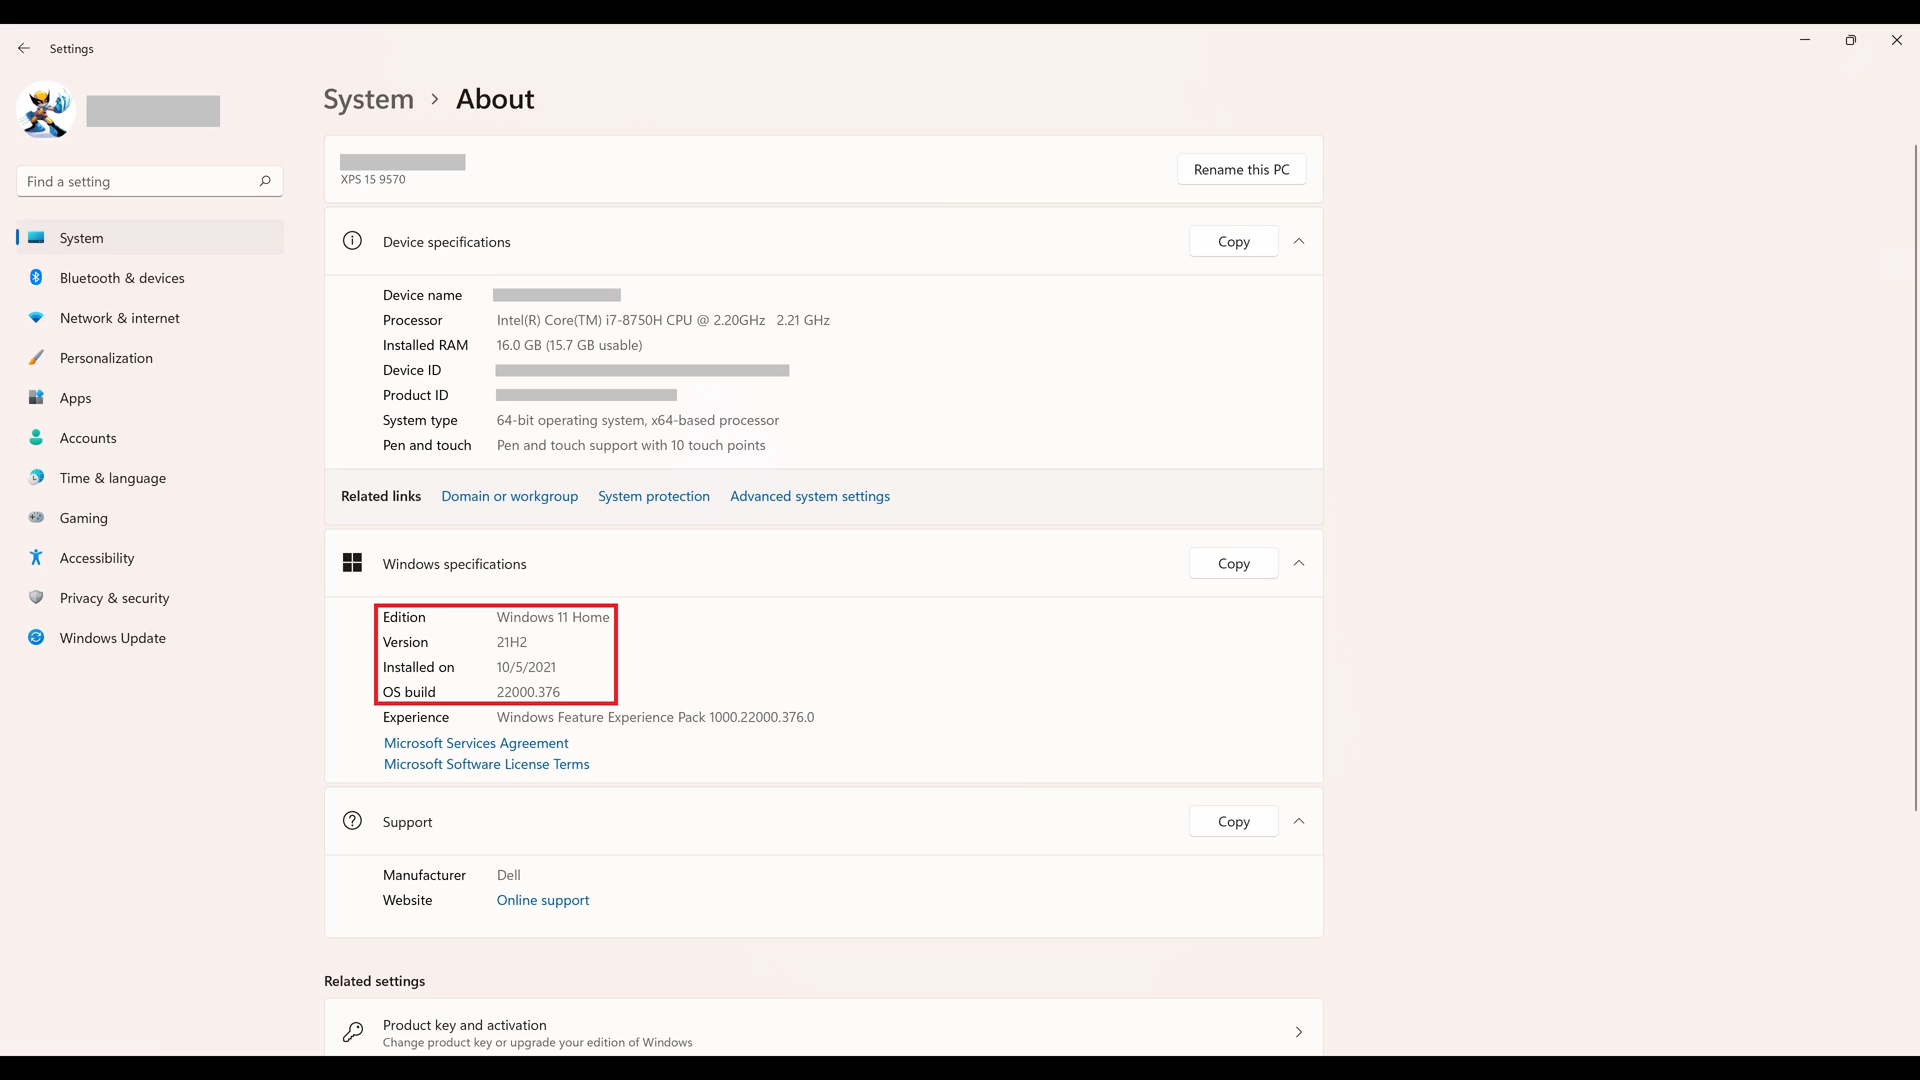 Settings
System > About
XPS 15 9570
Rename this PC
Find a setting
System
Bluetooth & devices
Network & internet
Personalization
Apps
Accounts
Time & language
Gaming
Accessibility
Privacy & security
Windows Update
Device specifications
Copy
Device name
Processor Intel(R) Core(TM) i7-8750H CPU @ 2.20GHz 2.21 GHz
Installed RAM 16.0 GB (15.7 GB usable)
Device ID
Product ID
System type 64-bit operating system, x64-based processor
Pen and touch Pen and touch support with 10 touch points
Related links Domain or workgroup System protection Advanced system settings
Windows specifications
Copy
Edition Windows 11 Home
Version 21H2
Installed on 10/5/2021
OS build 22000.376
Experience Windows Feature Experience Pack 1000.22000.376.0
Microsoft Services Agreement
Microsoft Software License Terms
Support
Copy
Manufacturer Dell
Website Online support
Related settings
Product key and activation
Change product key or upgrade your edition of Windows